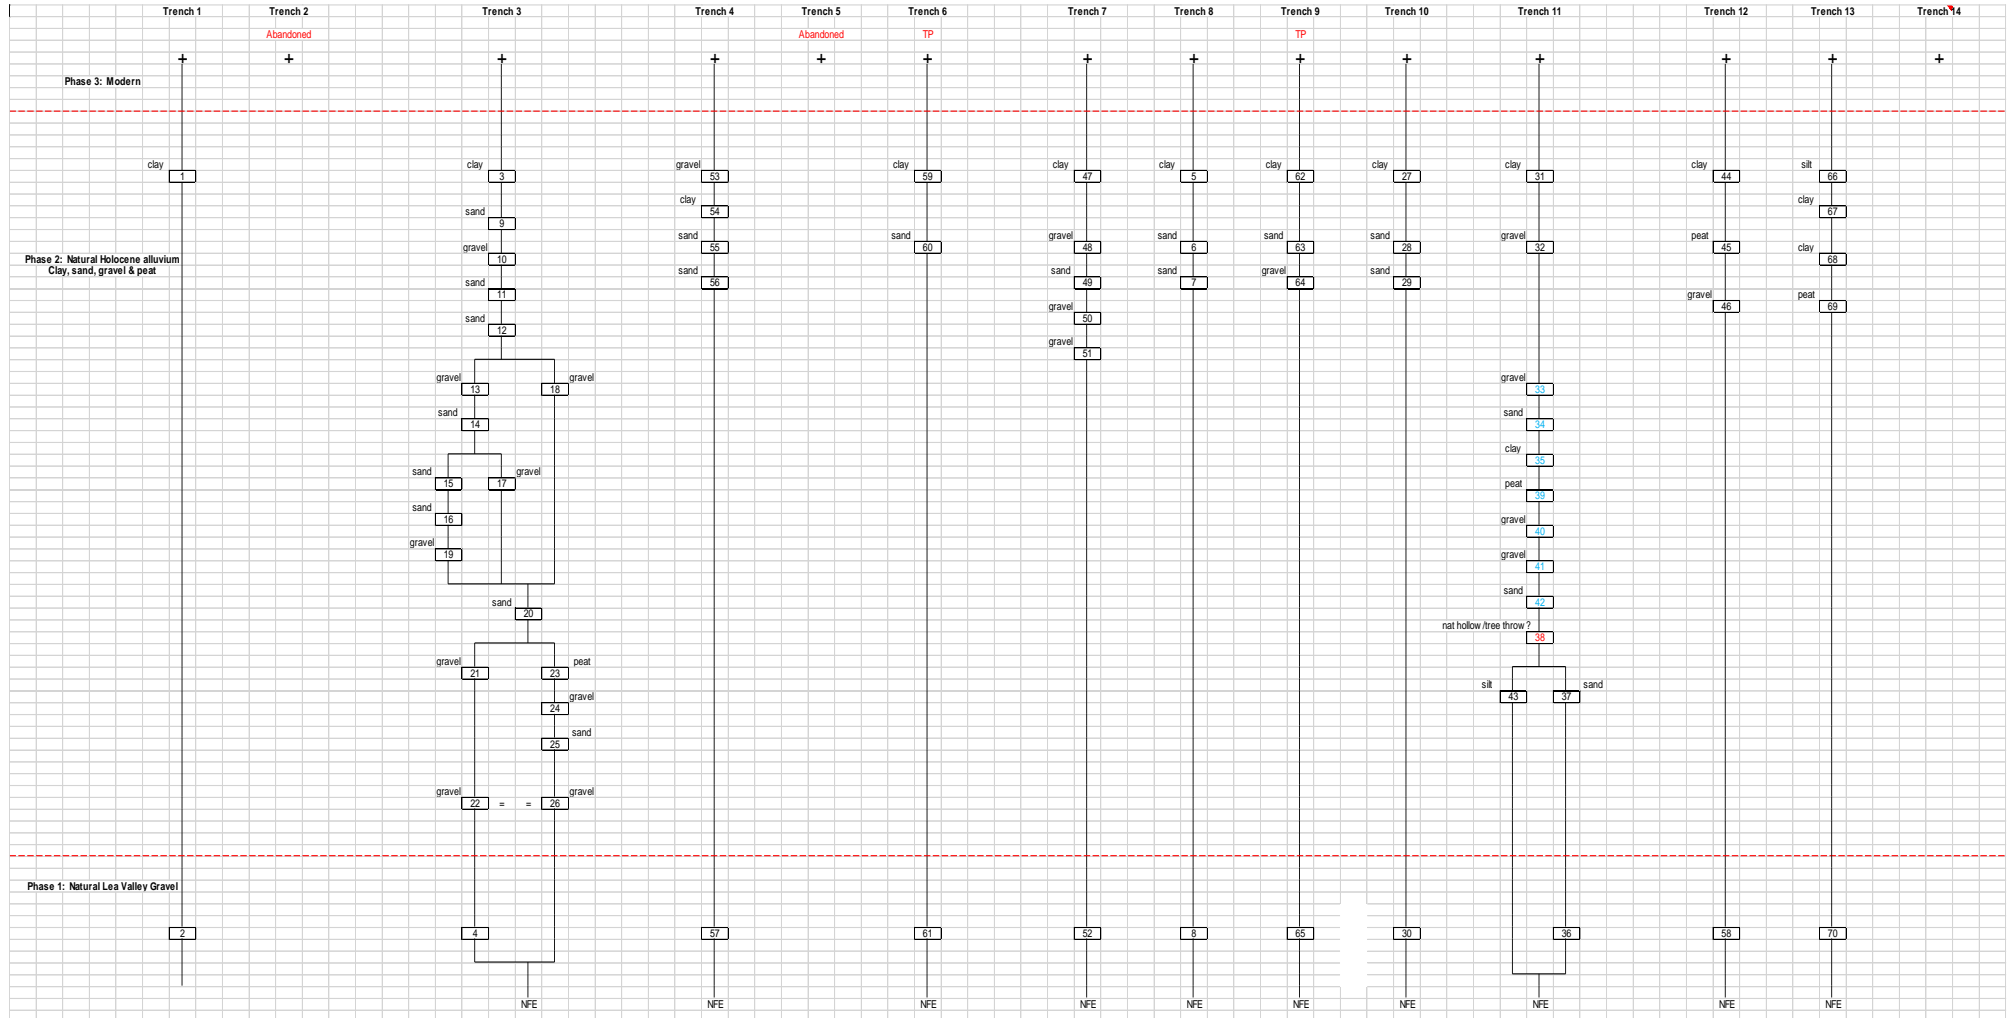 Trench 1 Trench 2 Trench 3 Trench 4 Trench 5 Trench 6 Trench 7 Trench 8 Trench 9 Trench 10 Trench 11 Trench 12 Trench 13 Trench 14
Abandoned Abandoned TP TP
+ + + + + + + + + + + + + +
Phase 3: Modern
clay clay gravel clay clay clay clay clay clay clay silt
1 3 53 59 47 5 62 27 31 44 66
clay clay
54 67
sand
9
sand sand gravel sand sand sand gravel peat
55 60 48 6 63 28 32 45
gravel clay
Phase 2: Natural Holocene alluvium 10 68
Clay, sand, gravel & peat
sand sand sand gravel sand
56 49 7 64 29
sand gravel peat
11 46 69
gravel
50
sand
12
gravel
51
gravel gravel gravel
13 18 33
sand sand
14 34
clay
35
sand gravel
15 17
peat
39
sand
16
gravel
40
gravel
19
gravel
41
sand
42
sand
20
nat hollow /tree throw ?
38
gravel peat
21 23
silt sand
43 37
gravel
24
sand
25
gravel gravel
22 = = 26
Phase 1: Natural Lea Valley Gravel
2 4 57 61 52 8 65 30 36 58 70
NFE NFE NFE NFE NFE NFE NFE NFE NFE NFE